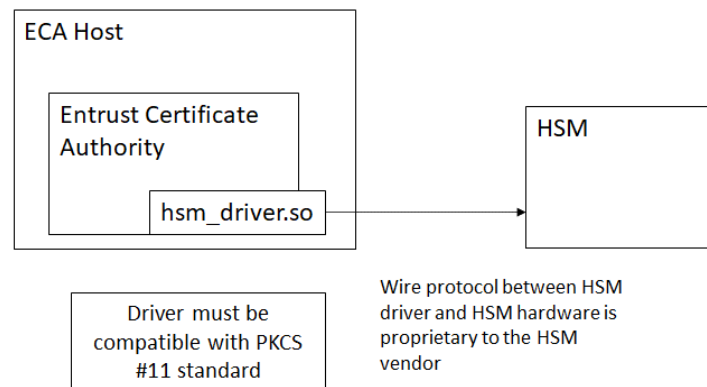 ECA Host
Entrust Certificate
Authority
hsm_driver.so
HSM
Driver must be
compatible with PKCS
#11 standard
Wire protocol between HSM
driver and HSM hardware is
proprietary to the HSM
vendor